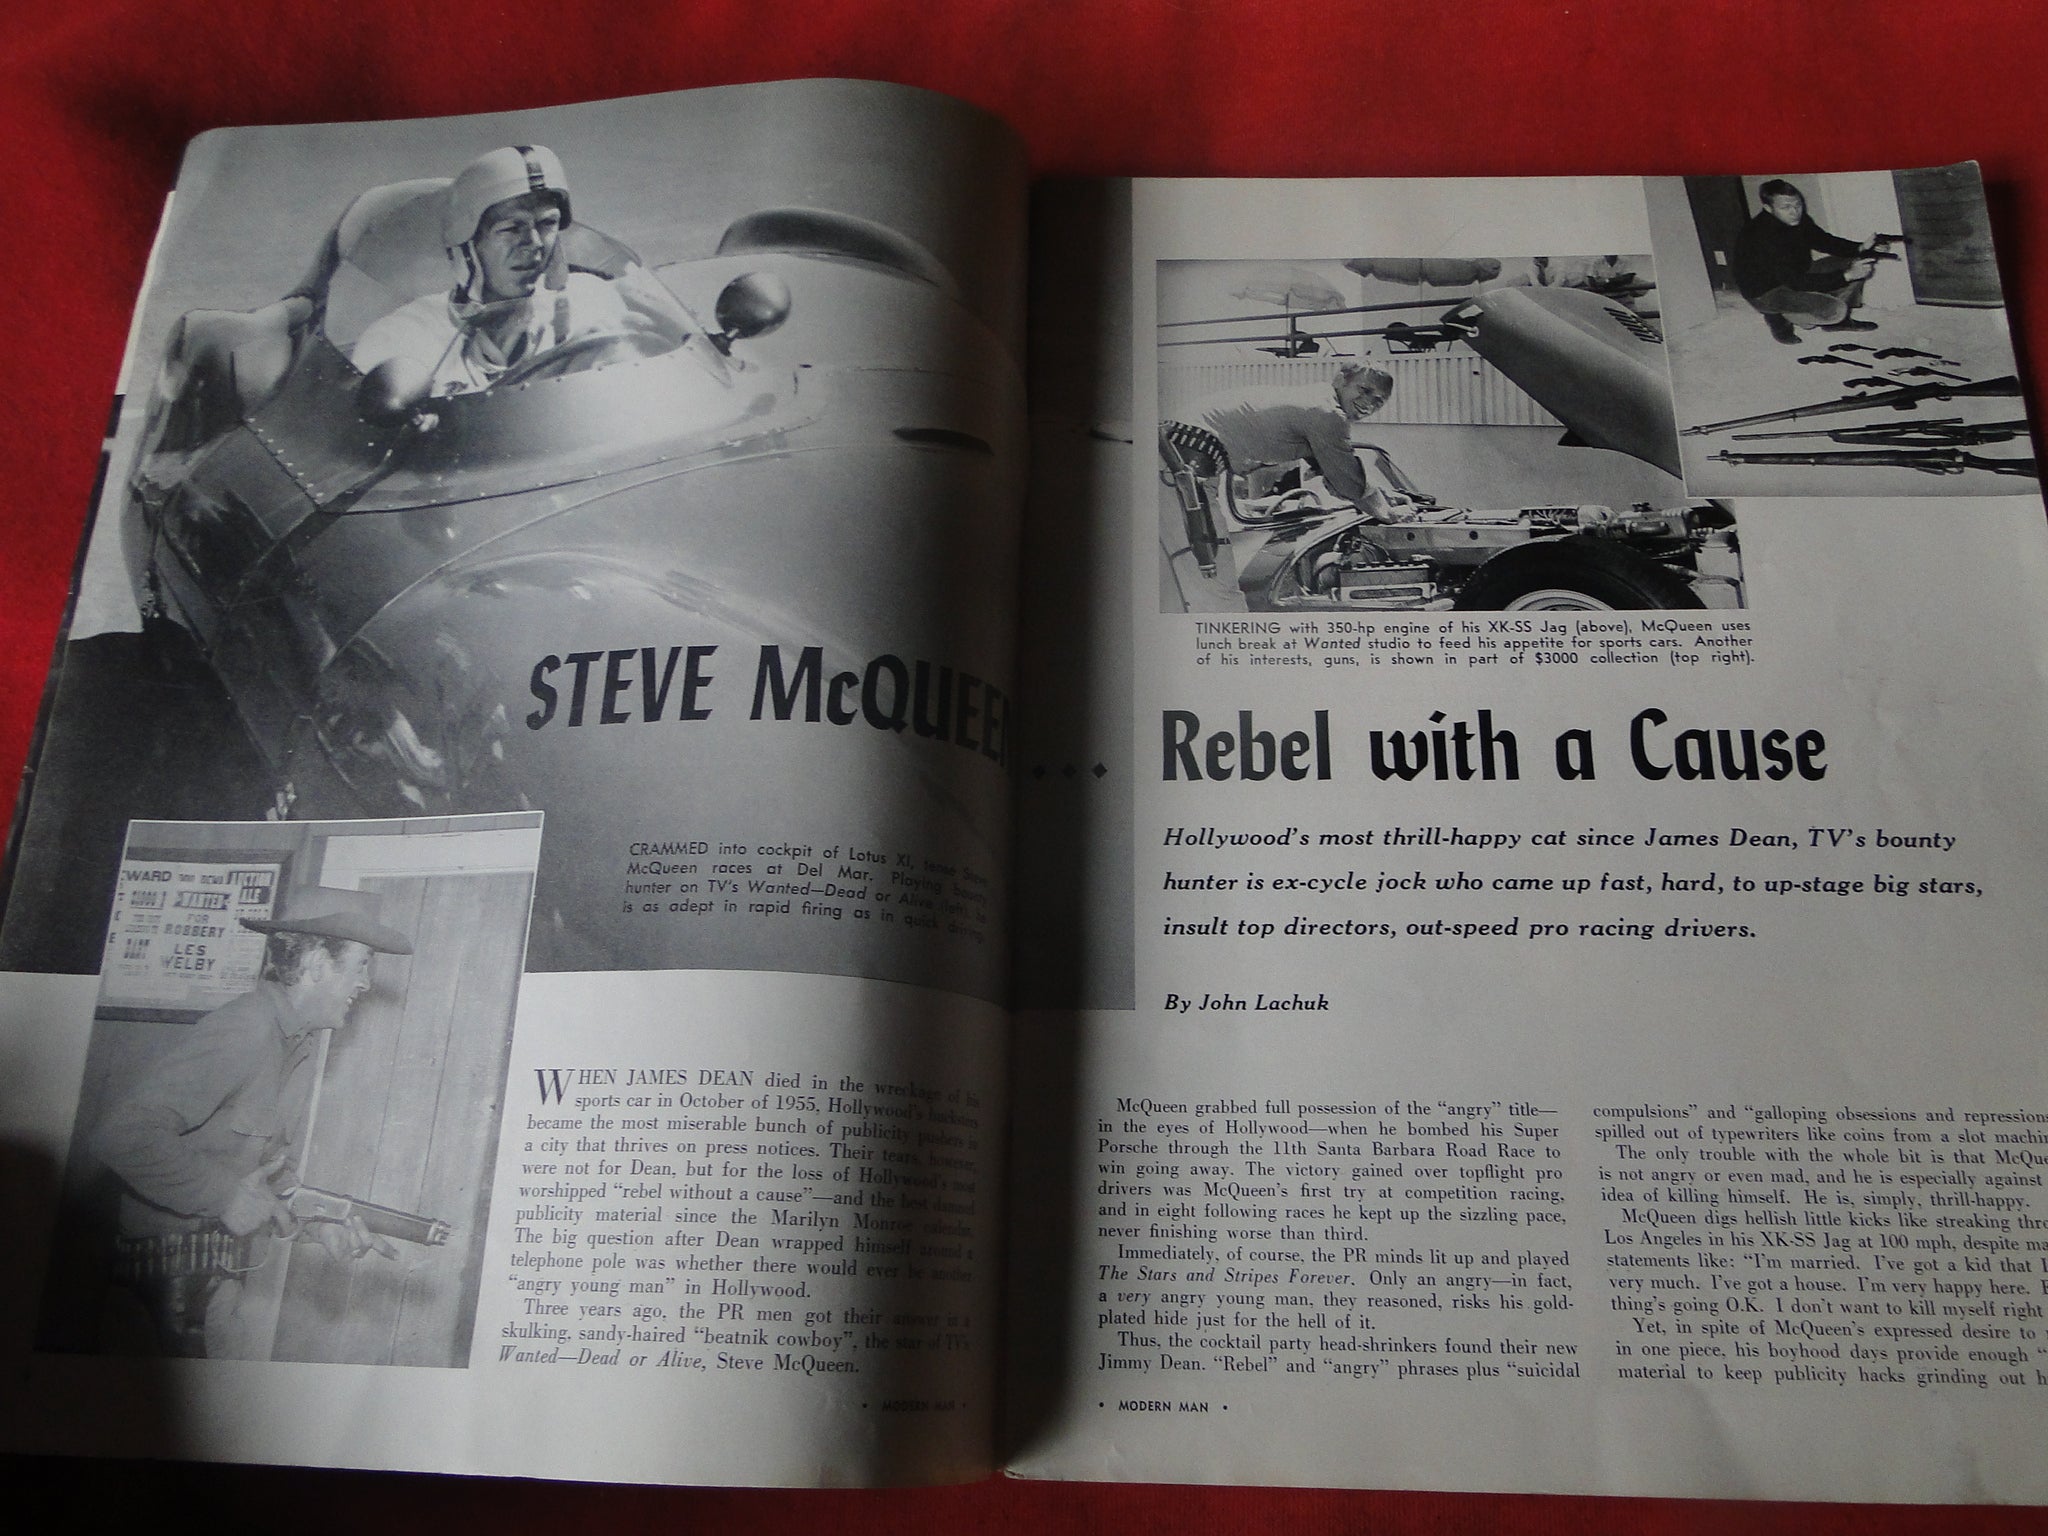 STEVE McQUEEN
. . .
CRAMMED into cockpit of Lotus XI, tense Steve
McQueen races at Del Mar. Playing bounty
hunter on TV's Wanted—Dead or Alive (left), he
is as adept in rapid firing as in quick driving.
WARD
WANTED
FOR
ROBBERY
LES
WELBY
WHEN JAMES DEAN died in the wreckage of his
sports car in October of 1955, Hollywood's hucksters
became the most miserable bunch of publicity pushers in
a city that thrives on press notices. Their tears, however,
were not for Dean, but for the loss of Hollywood's most
worshipped "rebel without a cause"—and the best damned
publicity material since the Marilyn Monroe calendar.
The big question after Dean wrapped himself around a
telephone pole was whether there would ever be another
"angry young man" in Hollywood.
Three years ago, the PR men got their answer in a
skulking, sandy-haired "beatnik cowboy", the star of TV's
Wanted—Dead or Alive, Steve McQueen.
• MODERN MAN •
TINKERING with 350-hp engine of his XK-SS Jag (above), McQueen uses
lunch break at Wanted studio to feed his appetite for sports cars. Another
of his interests, guns, is shown in part of $3000 collection (top right).
Rebel with a Cause
Hollywood's most thrill-happy cat since James Dean, TV's bounty
hunter is ex-cycle jock who came up fast, hard, to up-stage big stars,
insult top directors, out-speed pro racing drivers.
By John Lachuk
McQueen grabbed full possession of the "angry" title—
in the eyes of Hollywood—when he bombed his Super
Porsche through the 11th Santa Barbara Road Race to
win going away. The victory gained over topflight pro
drivers was McQueen's first try at competition racing,
and in eight following races he kept up the sizzling pace,
never finishing worse than third.
Immediately, of course, the PR minds lit up and played
The Stars and Stripes Forever. Only an angry—in fact,
a very angry young man, they reasoned, risks his gold-
plated hide just for the hell of it.
Thus, the cocktail party head-shrinkers found their new
Jimmy Dean. "Rebel" and "angry" phrases plus "suicidal
compulsions" and "galloping obsessions and repressions
spilled out of typewriters like coins from a slot machin
The only trouble with the whole bit is that McQue
is not angry or even mad, and he is especially against
idea of killing himself. He is, simply, thrill-happy.
McQueen digs hellish little kicks like streaking thro
Los Angeles in his XK-SS Jag at 100 mph, despite ma
statements like: "I'm married. I've got a kid that I
very much. I've got a house. I'm very happy here.
thing's going O.K. I don't want to kill myself right
Yet, in spite of McQueen's expressed desire to
in one piece, his boyhood days provide enough "
material to keep publicity hacks grinding out h
• MODERN MAN •